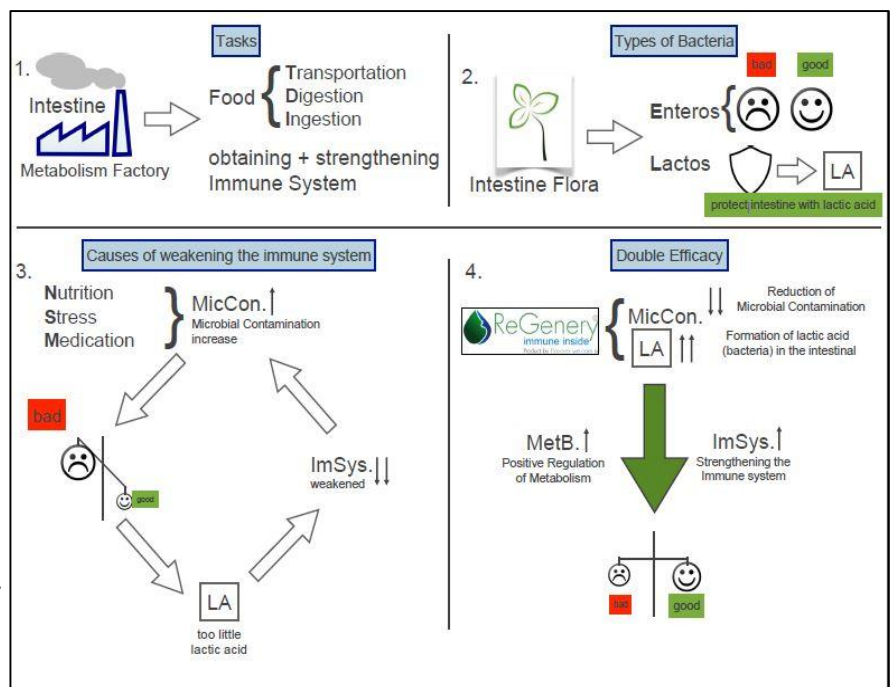 Tasks
1.
Intestine
Metabolism Factory
Food
Transportation
Digestion
Ingestion
obtaining + strengthening
Immune System
Types of Bacteria
2.
Intestine Flora
bad
good
Enteros
Lactos
LA
protect intestine with lactic acid
Causes of weakening the immune system
3.
Nutrition
Stress
Medication
MicCon.
Microbial Contamination
increase
bad
good
ImSys.
weakened
LA
too little
lactic acid
Double Efficacy
4.
ReGenery®
immune inside
MicCon.
LA
Reduction of
Microbial Contamination
Formation of lactic acid
(bacteria) in the intestinal
MetB.
Positive Regulation
of Metabolism
ImSys.
Strengthening the
Immune system
bad
good